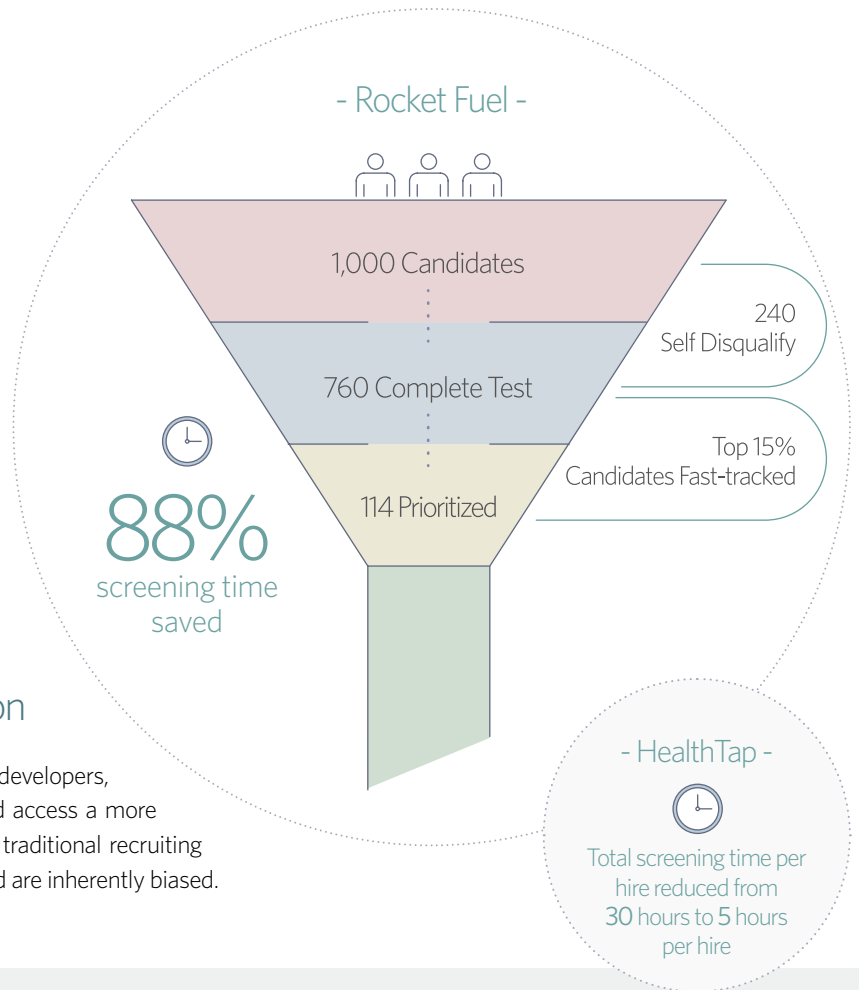 - Rocket Fuel -
1,000 Candidates
240
Self Disqualify
760 Complete Test
Top 15%
Candidates Fast-tracked
114 Prioritized
88%
screening time
saved
on
developers,
access a more
traditional recruiting
are inherently biased.
- HealthTap -
Total screening time per
hire reduced from
30 hours to 5 hours
per hire